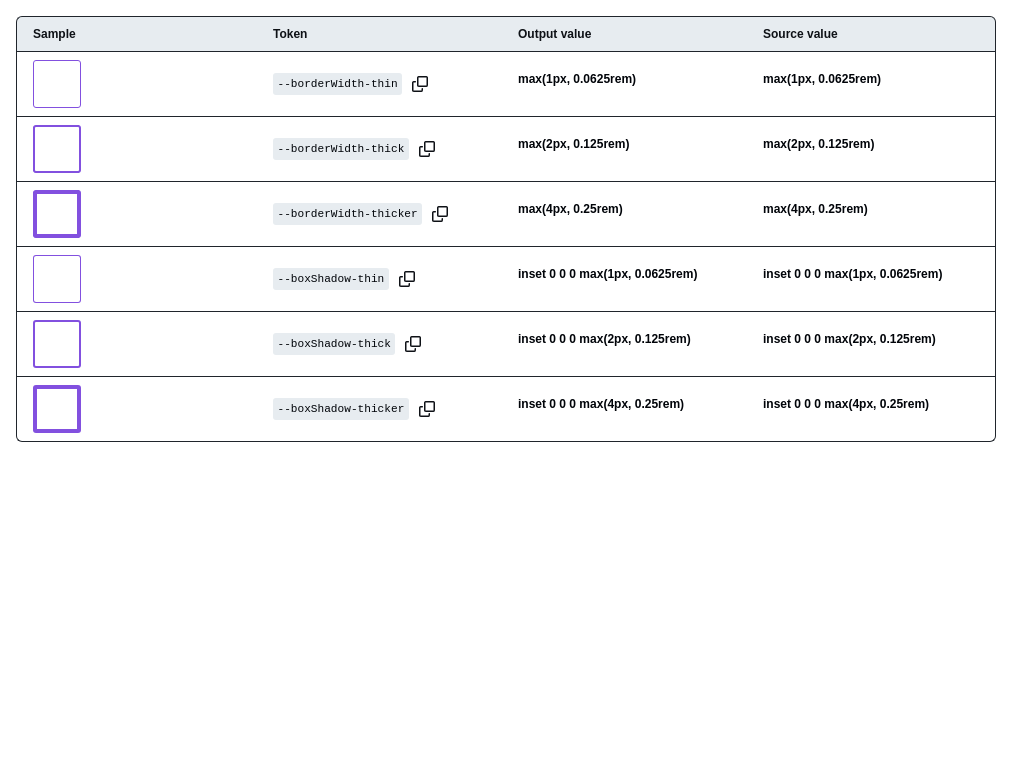 Sample Token Output value Source value
--borderWidth-thin max(1px, 0.0625rem) max(1px, 0.0625rem)
--borderWidth-thick max(2px, 0.125rem) max(2px, 0.125rem)
--borderWidth-thicker max(4px, 0.25rem) max(4px, 0.25rem)
--boxShadow-thin inset 0 0 0 max(1px, 0.0625rem) inset 0 0 0 max(1px, 0.0625rem)
--boxShadow-thick inset 0 0 0 max(2px, 0.125rem) inset 0 0 0 max(2px, 0.125rem)
--boxShadow-thicker inset 0 0 0 max(4px, 0.25rem) inset 0 0 0 max(4px, 0.25rem)